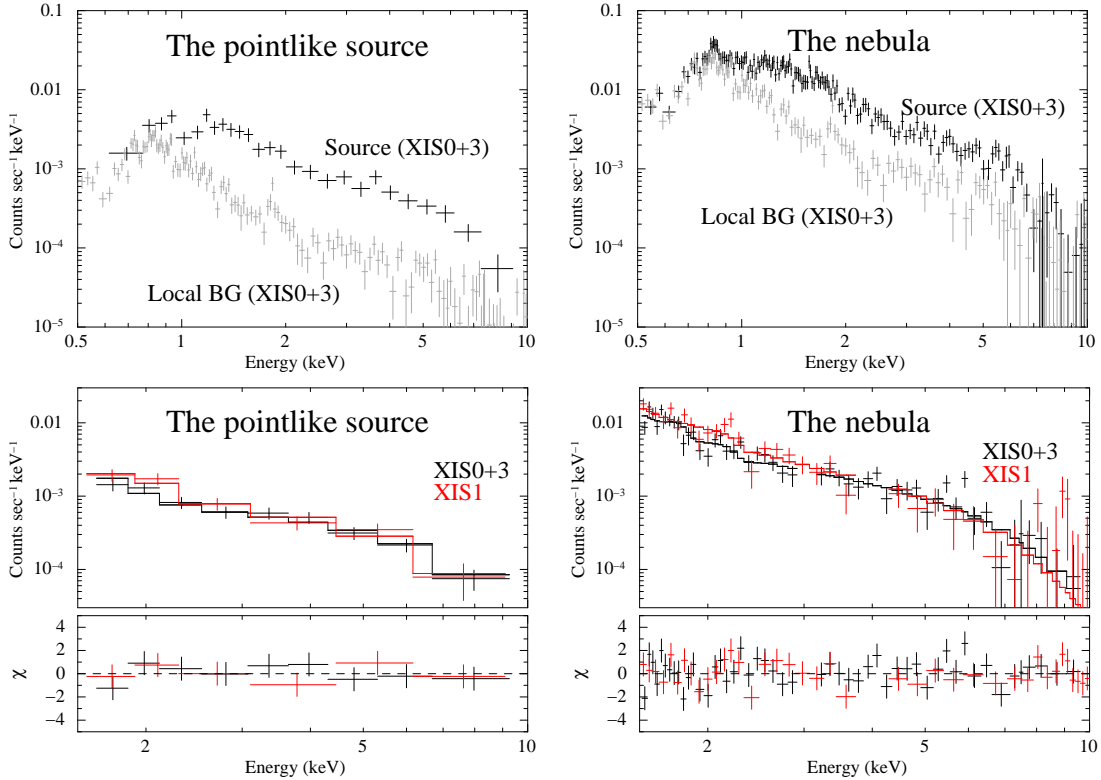 The pointlike source
Source (XIS0+3)
Local BG (XIS0+3)
Counts sec−1 keV−1
0.1
0.01
10−3
10−4
10−5
0.5 1 2 5 10
Energy (keV)
The nebula
Source (XIS0+3)
Local BG (XIS0+3)
Counts sec−1 keV−1
0.1
0.01
10−3
10−4
10−5
0.5 1 2 5 10
Energy (keV)
The pointlike source
XIS0+3
XIS1
Counts sec−1 keV−1
0.01
10−3
10−4
χ
4
2
0
−2
−4
2 5 10
Energy (keV)
The nebula
XIS0+3
XIS1
Counts sec−1 keV−1
0.01
10−3
10−4
χ
4
2
0
−2
−4
2 5 10
Energy (keV)